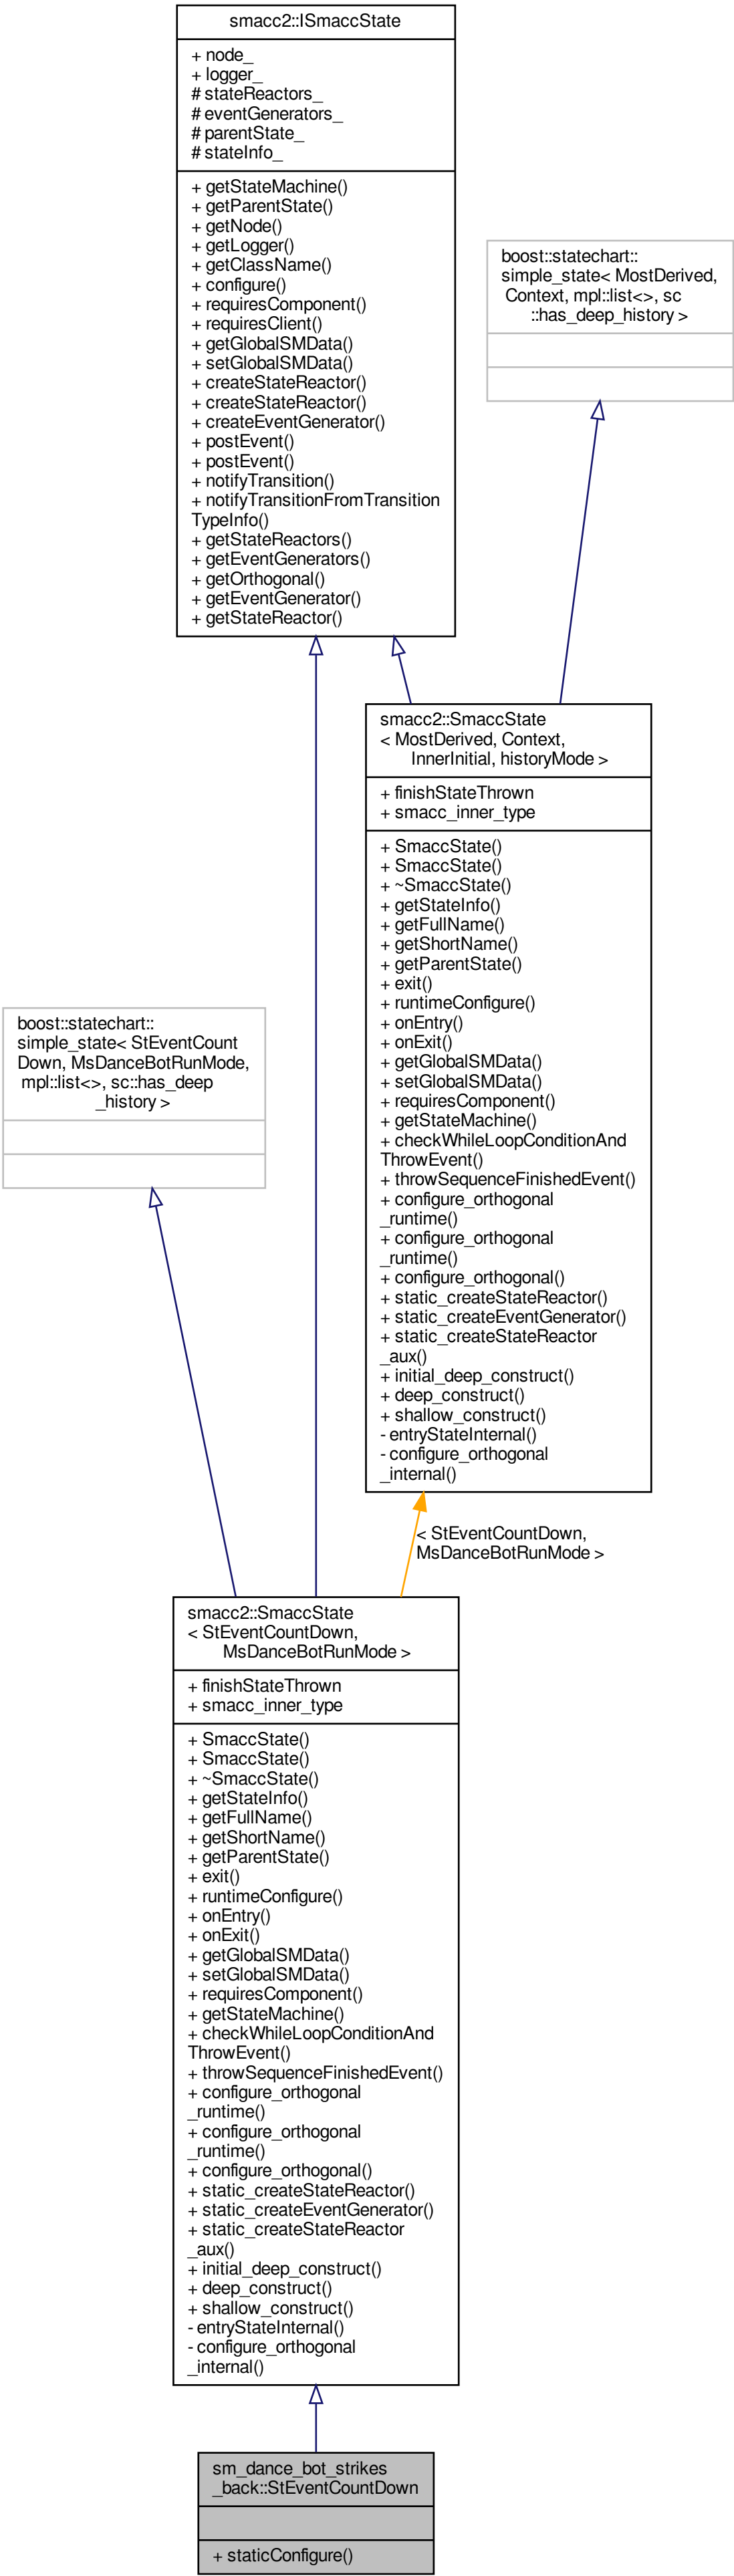 smacc2::ISmaccState
+ node_
+ logger_
# stateReactors_
# eventGenerators_
# parentState_
# stateInfo_
+ getStateMachine()
+ getParentState()
+ getNode()
+ getLogger()
+ getClassName()
+ configure()
+ requiresComponent()
+ requiresClient()
+ getGlobalSMData()
+ setGlobalSMData()
+ createStateReactor()
+ createStateReactor()
+ createEventGenerator()
+ postEvent()
+ postEvent()
+ notifyTransition()
+ notifyTransitionFromTransition
TypeInfo()
+ getStateReactors()
+ getEventGenerators()
+ getOrthogonal()
+ getEventGenerator()
+ getStateReactor()
boost::statechart::
simple_state< MostDerived,
Context, mpl::list<>, sc
::has_deep_history >
smacc2::SmaccState
< MostDerived, Context,
InnerInitial, historyMode >
+ finishStateThrown
+ smacc_inner_type
+ SmaccState()
+ SmaccState()
+ ~SmaccState()
+ getStateInfo()
+ getFullName()
+ getShortName()
+ getParentState()
+ exit()
+ runtimeConfigure()
+ onEntry()
+ onExit()
+ getGlobalSMData()
+ setGlobalSMData()
+ requiresComponent()
+ getStateMachine()
+ checkWhileLoopConditionAnd
ThrowEvent()
+ throwSequenceFinishedEvent()
+ configure_orthogonal
_runtime()
+ configure_orthogonal
_runtime()
+ configure_orthogonal()
+ static_createStateReactor()
+ static_createEventGenerator()
+ static_createStateReactor
_aux()
+ initial_deep_construct()
+ deep_construct()
+ shallow_construct()
- entryStateInternal()
- configure_orthogonal
_internal()
boost::statechart::
simple_state< StEventCount
Down, MsDanceBotRunMode,
mpl::list<>, sc::has_deep
_history >
< StEventCountDown,
MsDanceBotRunMode >
smacc2::SmaccState
< StEventCountDown,
MsDanceBotRunMode >
+ finishStateThrown
+ smacc_inner_type
+ SmaccState()
+ SmaccState()
+ ~SmaccState()
+ getStateInfo()
+ getFullName()
+ getShortName()
+ getParentState()
+ exit()
+ runtimeConfigure()
+ onEntry()
+ onExit()
+ getGlobalSMData()
+ setGlobalSMData()
+ requiresComponent()
+ getStateMachine()
+ checkWhileLoopConditionAnd
ThrowEvent()
+ throwSequenceFinishedEvent()
+ configure_orthogonal
_runtime()
+ configure_orthogonal
_runtime()
+ configure_orthogonal()
+ static_createStateReactor()
+ static_createEventGenerator()
+ static_createStateReactor
_aux()
+ initial_deep_construct()
+ deep_construct()
+ shallow_construct()
- entryStateInternal()
- configure_orthogonal
_internal()
sm_dance_bot_strikes
_back::StEventCountDown
+ staticConfigure()